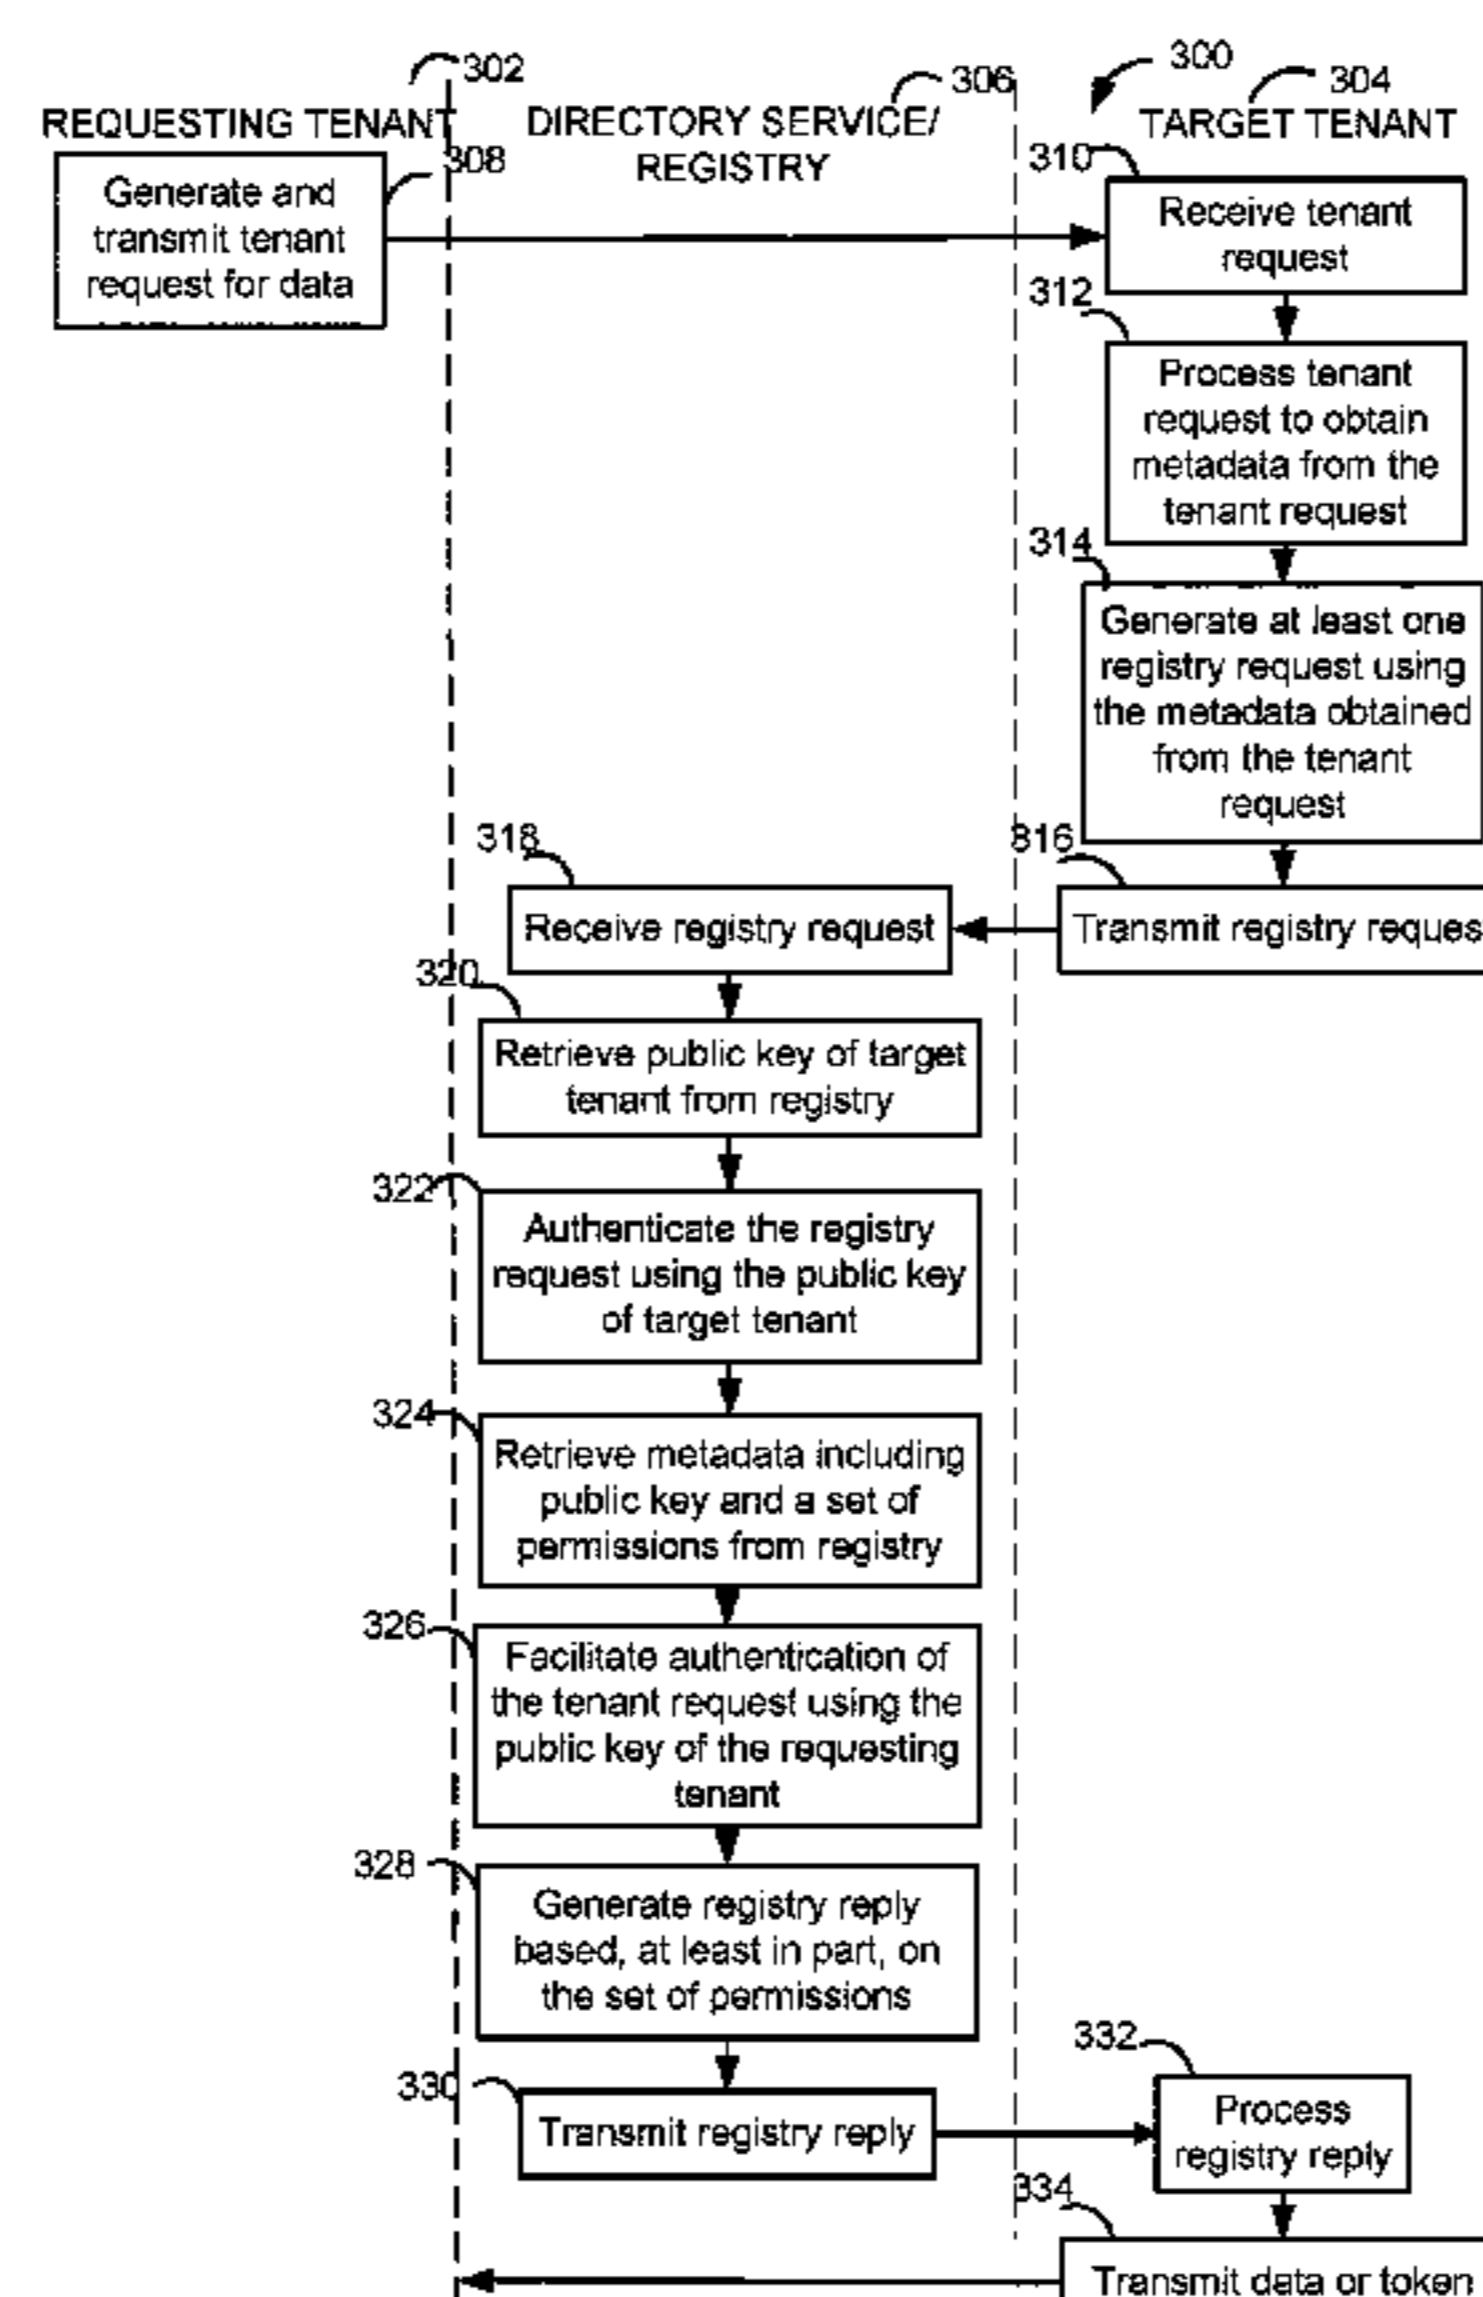 302
306
300
304
REQUESTING TENANT
DIRECTORY SERVICE/
REGISTRY
TARGET TENANT
308
Generate and
transmit tenant
request for data
310
Receive tenant
request
312
Process tenant
request to obtain
metadata from the
tenant request
314
Generate at least one
registry request using
the metadata obtained
from the tenant
request
316
Transmit registry reques
318
Receive registry request
320
Retrieve public key of target
tenant from registry
322
Authenticate the registry
request using the public key
of target tenant
324
Retrieve metadata including
public key and a set of
permissions from registry
326
Facilitate authentication of
the tenant request using the
public key of the requesting
tenant
328
Generate registry reply
based, at least in part, on
the set of permissions
330
Transmit registry reply
332
Process
registry reply
334
Transmit data or token